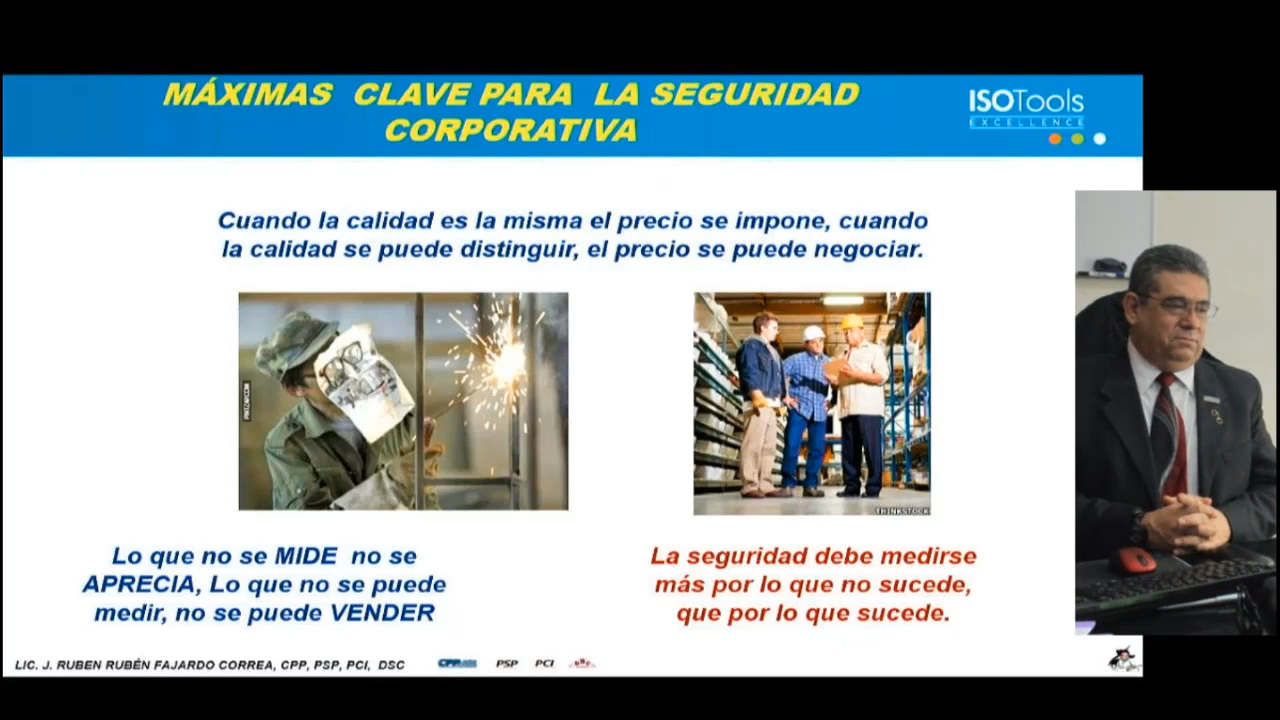 MÁXIMAS CLAVE PARA LA SEGURIDAD
CORPORATIVA
ISOTools
EXCELLENCE
Cuando la calidad es la misma el precio se impone, cuando
la calidad se puede distinguir, el precio se puede negociar.
THINKSTOCK
Lo que no se MIDE no se
APRECIA, Lo que no se puede
medir, no se puede VENDER
La seguridad debe medirse
más por lo que no sucede,
que por lo que sucede.
LIC. J. RUBEN RUBÉN FAJARDO CORREA, CPP, PSP, PCI, DSC
CPP PSP PCI